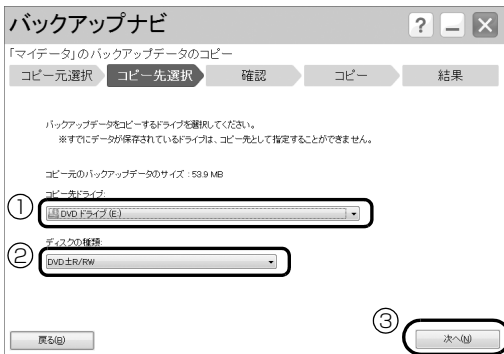 バックアップナビ ? － ×
「マイデータ」のバックアップデータのコピー
コピー元選択 コピー先選択 確認 コピー 結果
バックアップデータをコピーするドライブを選択してください。
※すでにデータが保存されているドライブは、コピー先として指定することができません。
コピー元のバックアップデータのサイズ : 53.9 MB
コピー先ドライブ:
① DVD ドライブ (E:)
ディスクの種類:
② DVD±R/RW
③
戻る(B) 次へ(N)